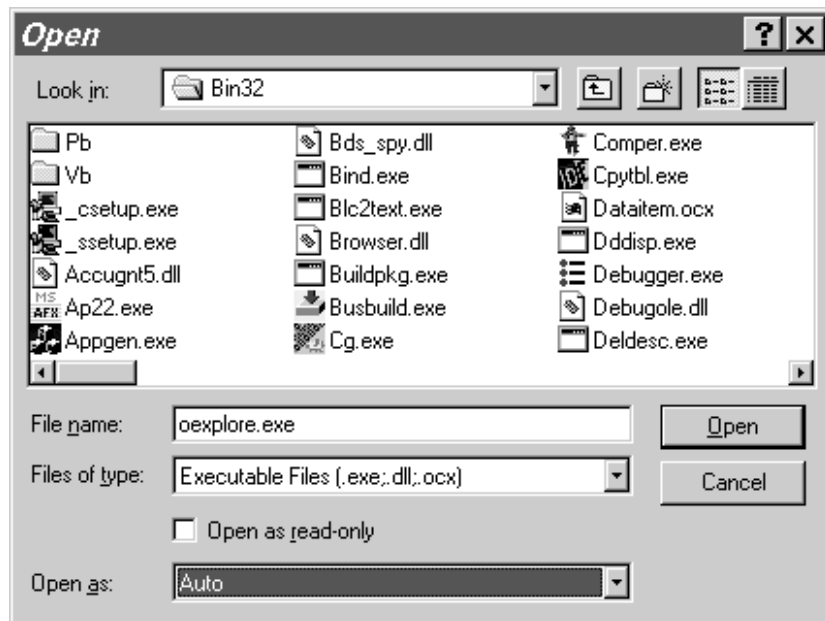 Open
Look in: Bin32
Pb
Vb
_csetup.exe
_ssetup.exe
Accugnt5.dll
MS
AFX Ap22.exe
Appgen.exe
Bds_spy.dll
Bind.exe
Blc2text.exe
Browser.dll
Buildpkg.exe
Busbuild.exe
Cg.exe
Comper.exe
Cpytbl.exe
Dataitem.ocx
Dddisp.exe
Debugger.exe
Debugole.dll
Deldesc.exe
File name: oexplore.exe Open
Files of type: Executable Files (.exe;.dll;.ocx) Cancel
Open as read-only
Open as: Auto